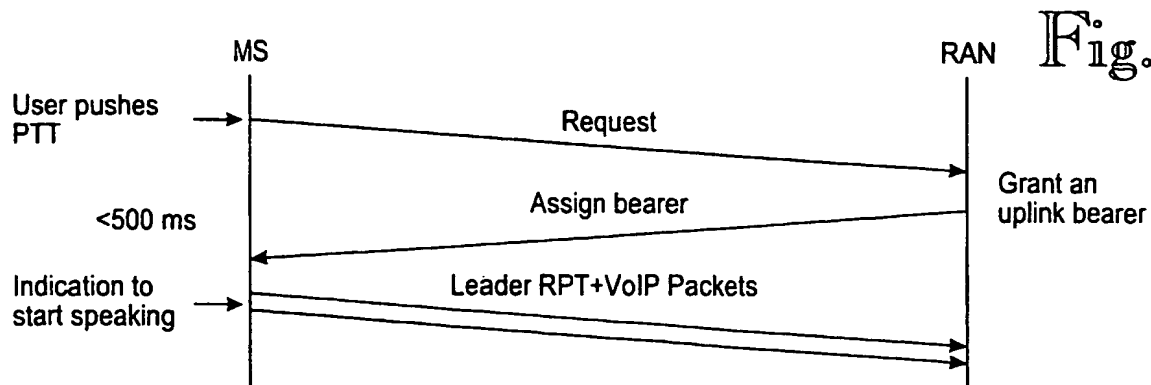 Fig.
MS
RAN
User pushes
PTT
Request
Grant an
uplink bearer
Assign bearer
<500 ms
Leader RPT+VoIP Packets
Indication to
start speaking